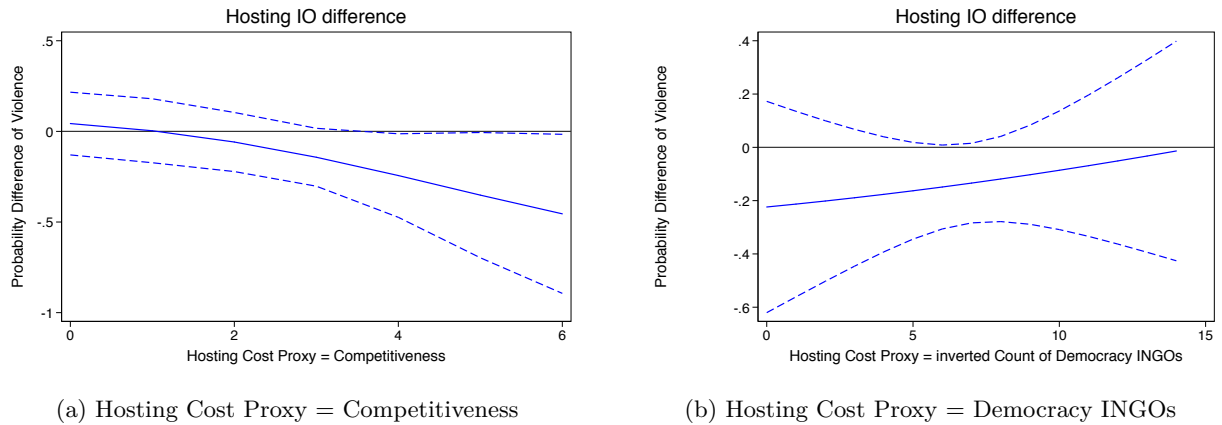 Hosting IO difference
Probability Difference of Violence
.5
0
-.5
-1
0 2 4 6
Hosting Cost Proxy = Competitiveness
(a) Hosting Cost Proxy = Competitiveness
Hosting IO difference
Probability Difference of Violence
.4
.2
0
-.2
-.4
-.6
0 5 10 15
Hosting Cost Proxy = inverted Count of Democracy INGOs
(b) Hosting Cost Proxy = Democracy INGOs